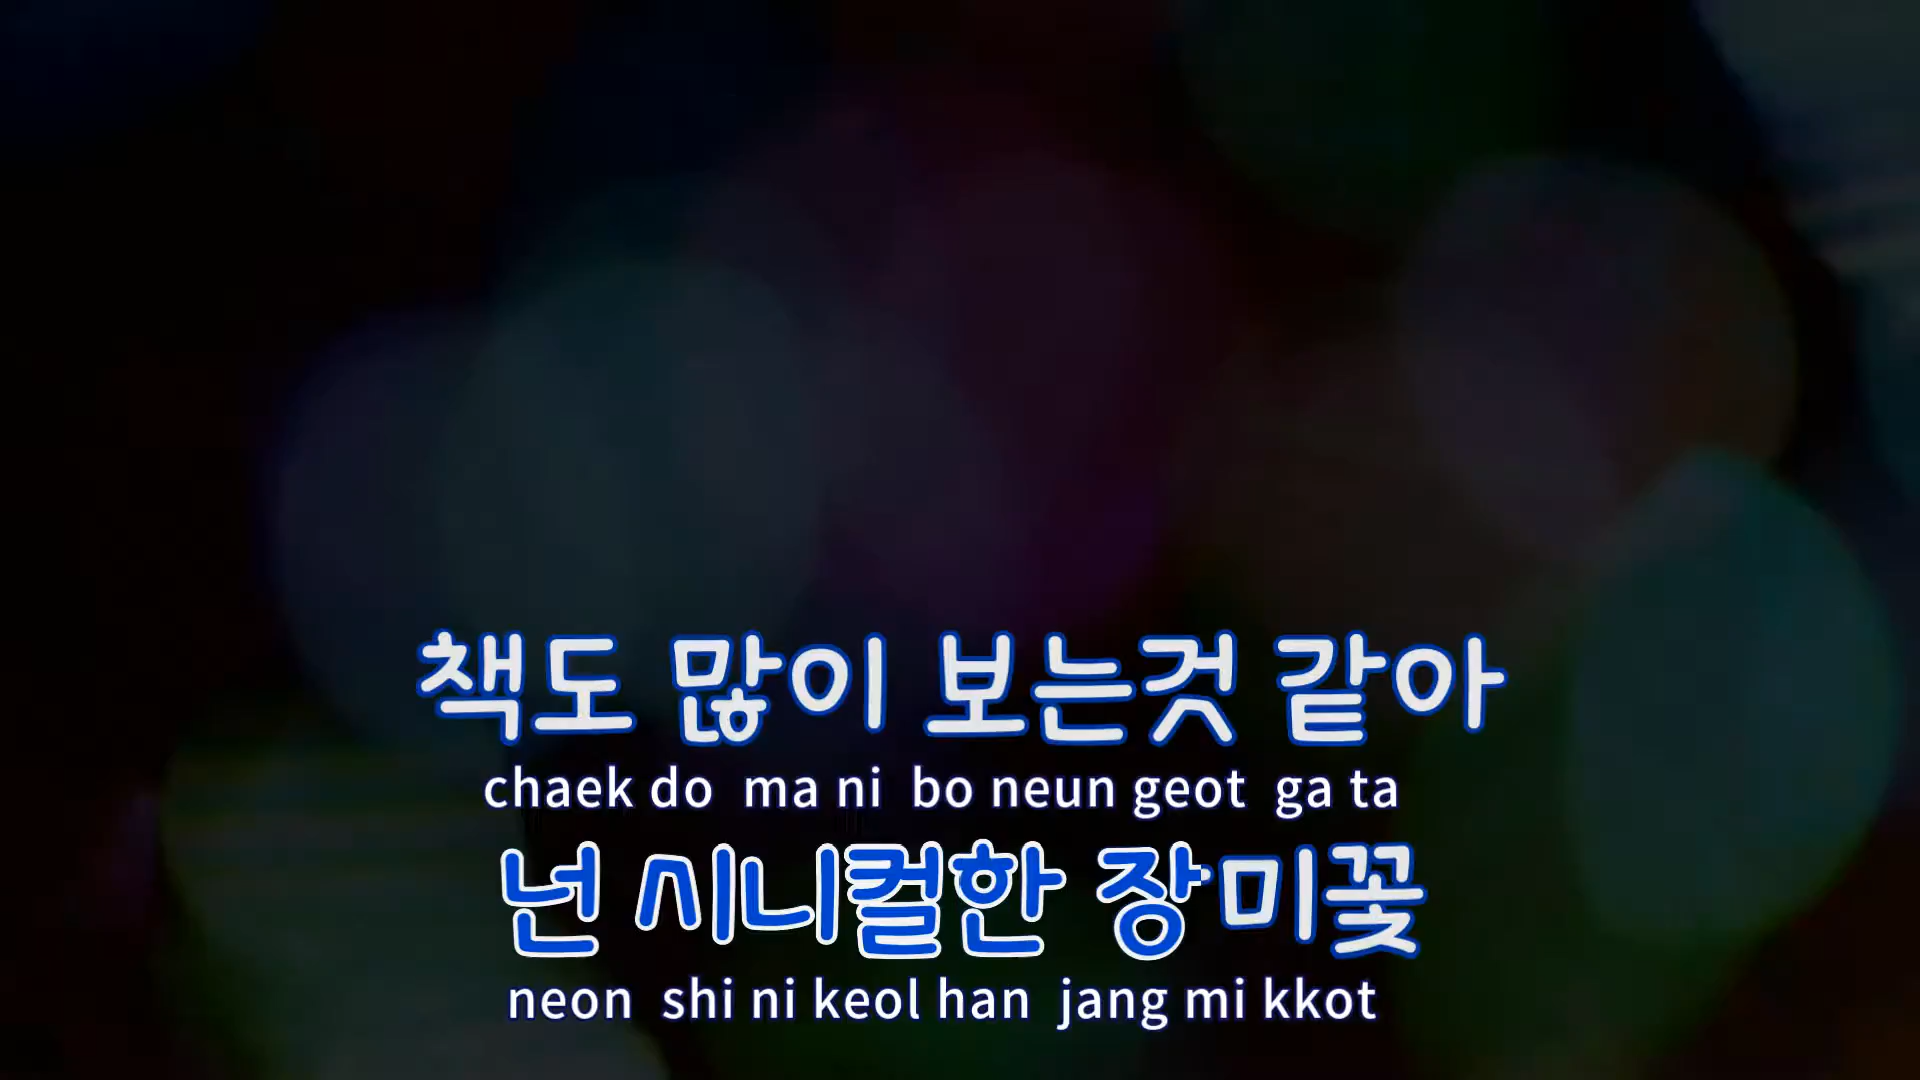 책도 많이 보는것 같아
chaek do ma ni bo neun geot ga ta
넌 시니컬한 장미꽃
neon shi ni keol han jang mi kkot